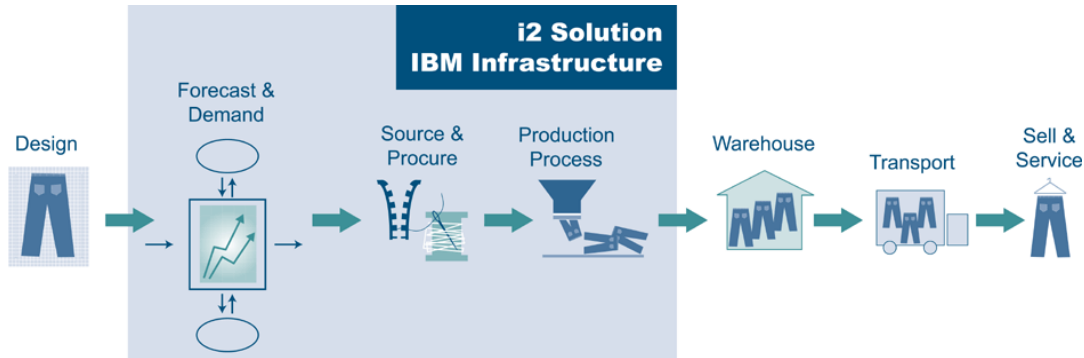 i2 Solution
IBM Infrastructure
Design
Forecast &
Demand
Source &
Procure
Production
Process
Warehouse
Transport
Sell &
Service